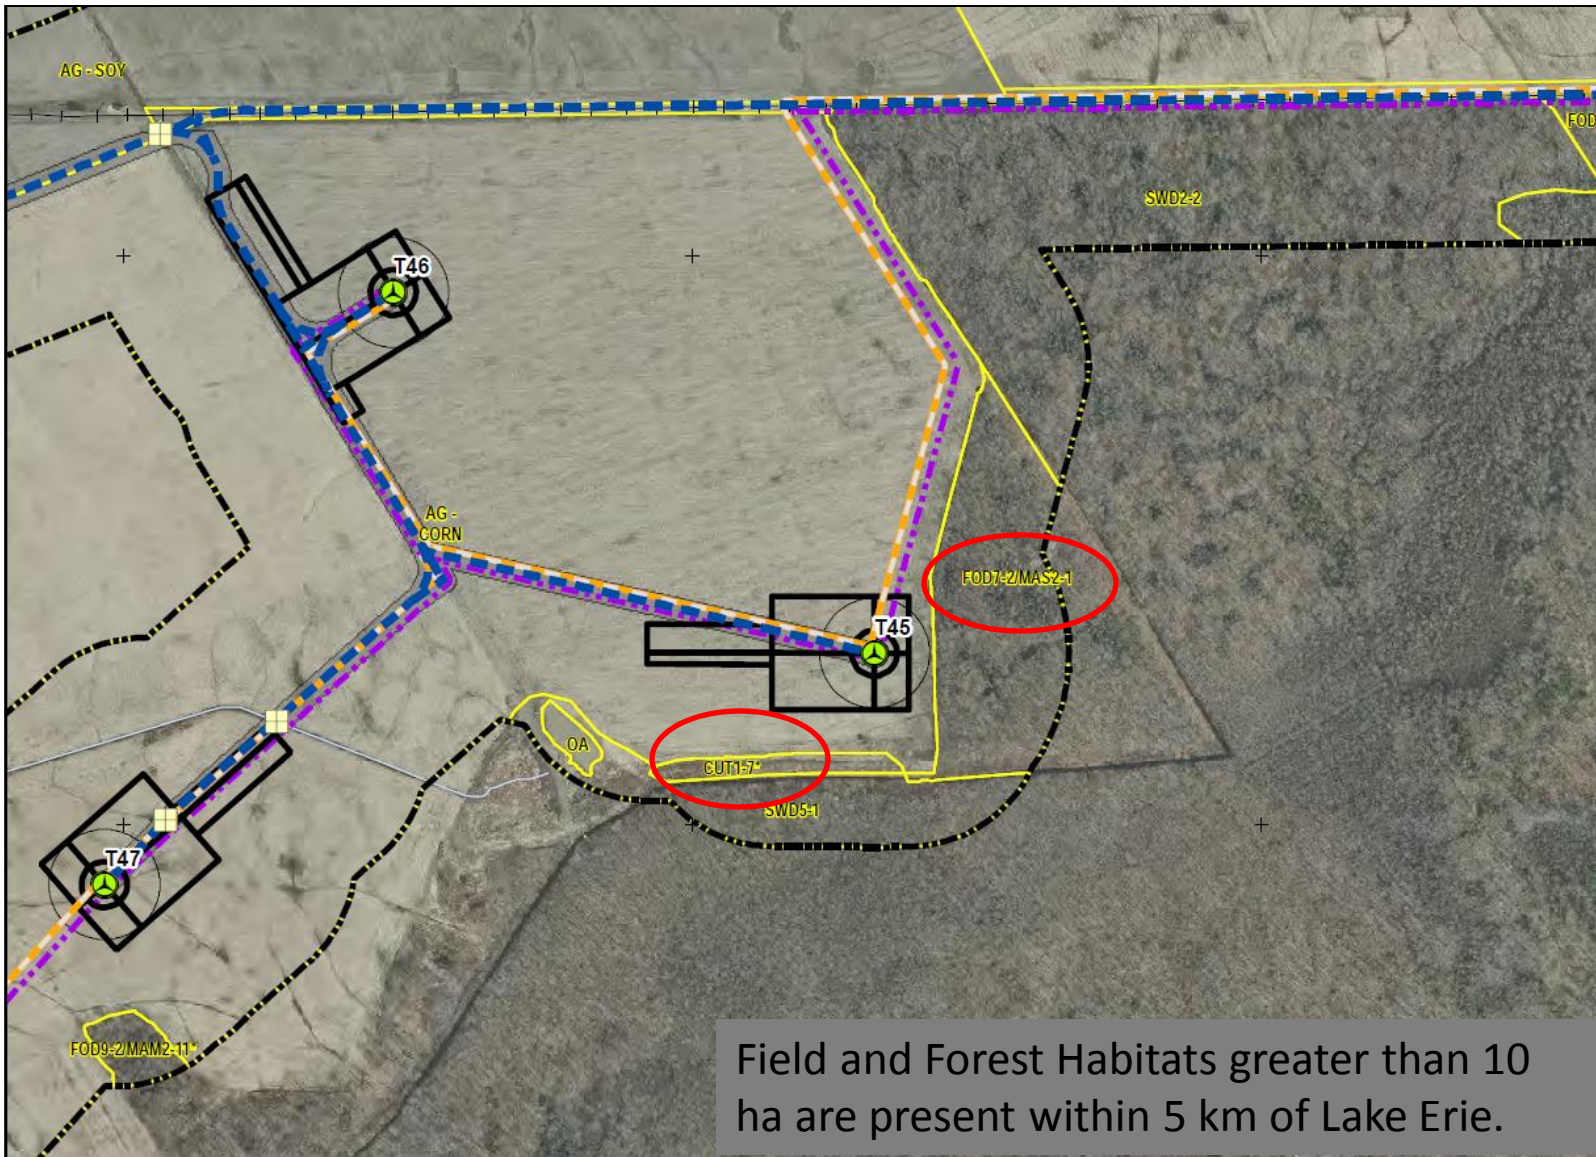 AG - SOY
FOD
SWD2-2
T46
AG -
CORN
FOD7-2/MAS2-1
T45
OA
CUT1-7*
SWD5-1
T47
FOD9-2/MAM2-11*
Field and Forest Habitats greater than 10
ha are present within 5 km of Lake Erie.